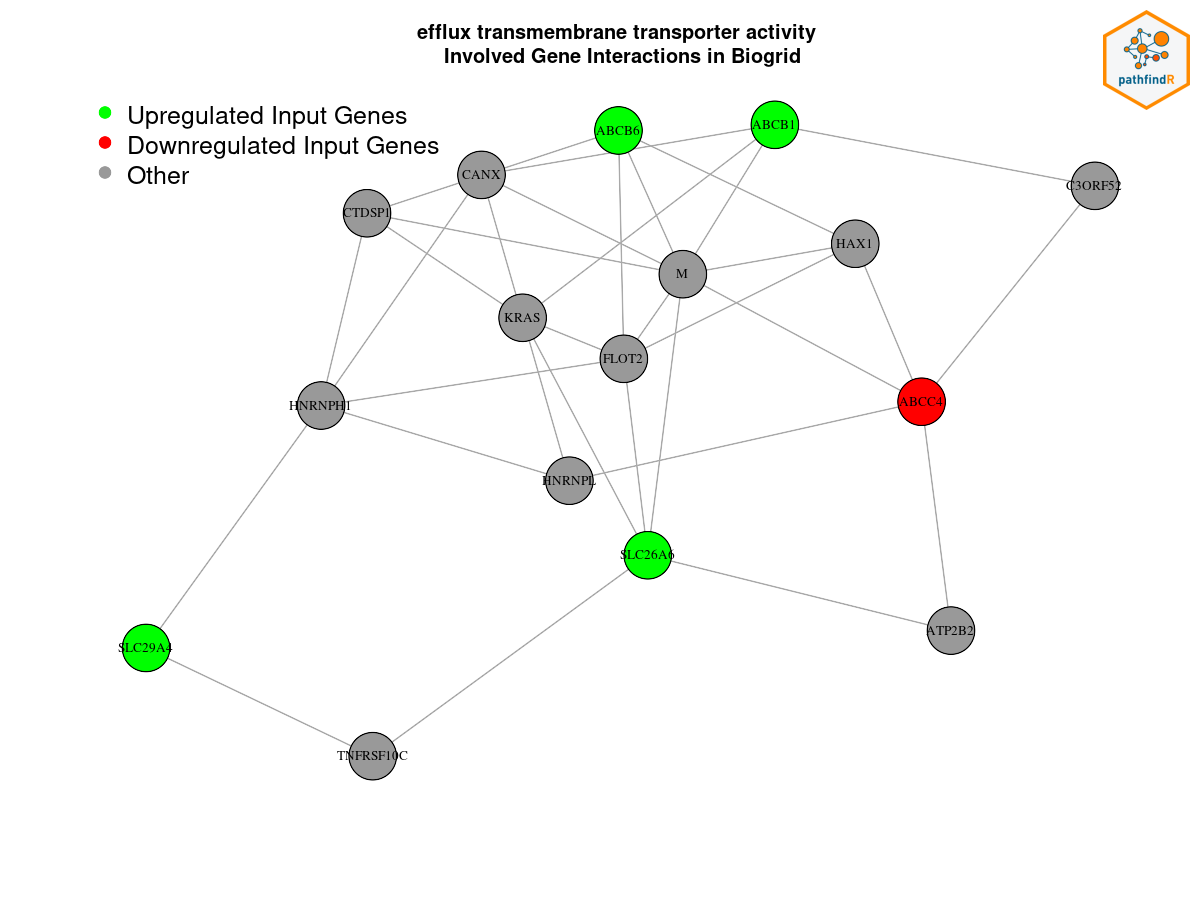 efflux transmembrane transporter activity
Involved Gene Interactions in Biogrid
pathfindR
Upregulated Input Genes
Downregulated Input Genes
Other
ABCB6
ABCB1
CANX
C3ORF52
CTDSP1
HAX1
M
KRAS
FLOT2
HNRNPH1
ABCC4
HNRNPL
SLC26A6
ATP2B2
SLC29A4
TNFRSF10C